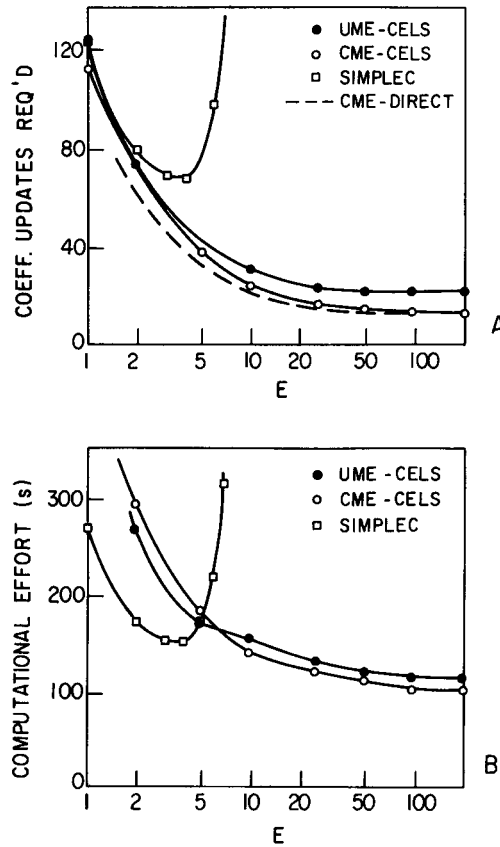 120
80
40
0
COEFF. UPDATES REQ'D
UME-CELS
CME-CELS
SIMPLEC
CME-DIRECT
1 2 5 10 20 50 100
E
A
300
200
100
0
COMPUTATIONAL EFFORT (s)
UME-CELS
CME-CELS
SIMPLEC
1 2 5 10 20 50 100
E
B